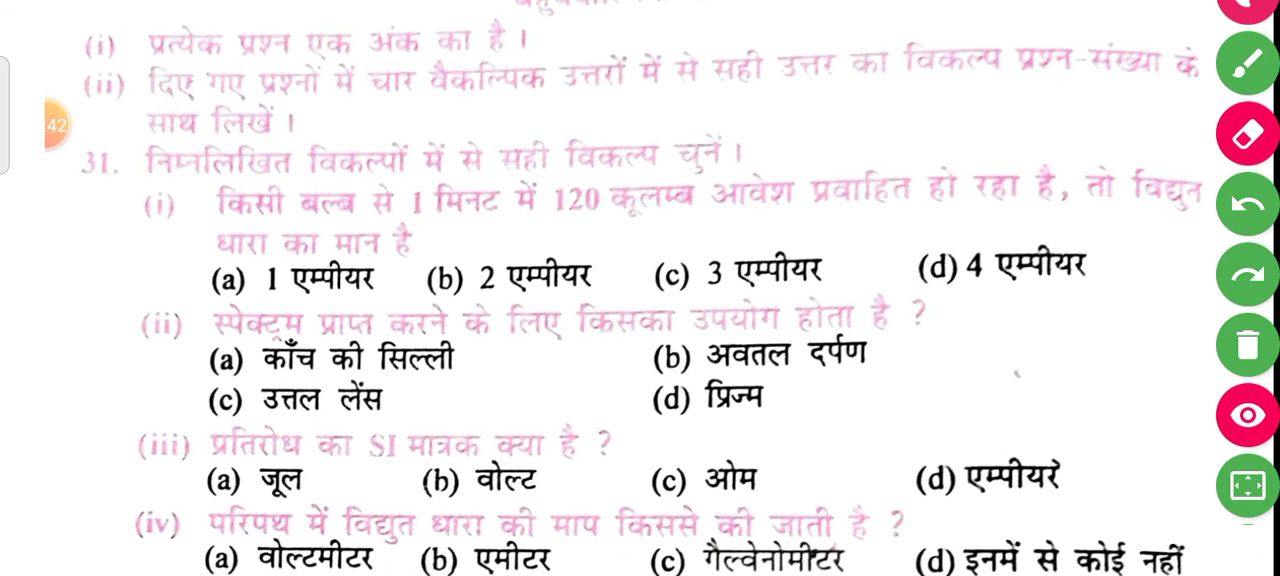 (i) प्रत्येक प्रश्न एक अंक का है।
(ii) दिए गए प्रश्नों में चार वैकल्पिक उत्तरों में से सही उत्तर का विकल्प प्रश्न-संख्या के
साथ लिखें।
:42
31. निम्नलिखित विकल्पों में से सही विकल्प चुनें।
(i) किसी बल्ब से 1 मिनट में 120 कूलम्ब आवेश प्रवाहित हो रहा है, तो विद्युत
धारा का मान है
(a) 1 एम्पीयर (b) 2 एम्पीयर (c) 3 एम्पीयर (d) 4 एम्पीयर
(ii) स्पेक्ट्रम प्राप्त करने के लिए किसका उपयोग होता है ?
(a) काँच की सिल्ली (b) अवतल दर्पण
(c) उत्तल लेंस (d) प्रिज्म
(iii) प्रतिरोध का SI मात्रक क्या है ?
(a) जूल (b) वोल्ट (c) ओम (d) एम्पीयर
(iv) परिपथ में विद्युत धारा की माप किससे की जाती है ?
(a) वोल्टमीटर (b) एमीटर (c) गैल्वेनोमीटर (d) इनमें से कोई नहीं